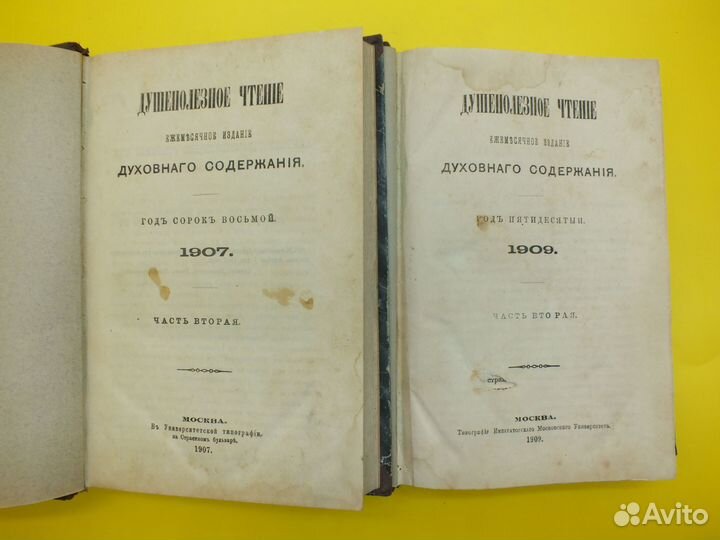 ДУШЕПОЛЕЗНОЕ ЧТЕНІЕ
ЕЖЕМѢСЯЧНОЕ ИЗДАНІЕ
ДУХОВНАГО СОДЕРЖАНІЯ.
ГОДЪ СОРОКЪ ВОСЬМОЙ.
1907.
ЧАСТЬ ВТОРАЯ.
МОСКВА.
Въ Университетской типографіи,
на Страстномъ бульварѣ.
1907.
ДУШЕПОЛЕЗНОЕ ЧТЕНІЕ
ЕЖЕМѢСЯЧНОЕ ИЗДАНІЕ
ДУХОВНАГО СОДЕРЖАНІЯ.
ГОДЪ ПЯТИДЕСЯТЫЙ.
1909.
ЧАСТЬ ВТОРАЯ.
МОСКВА.
Типографія Императорскаго Московскаго Университета.
1909.
Avito